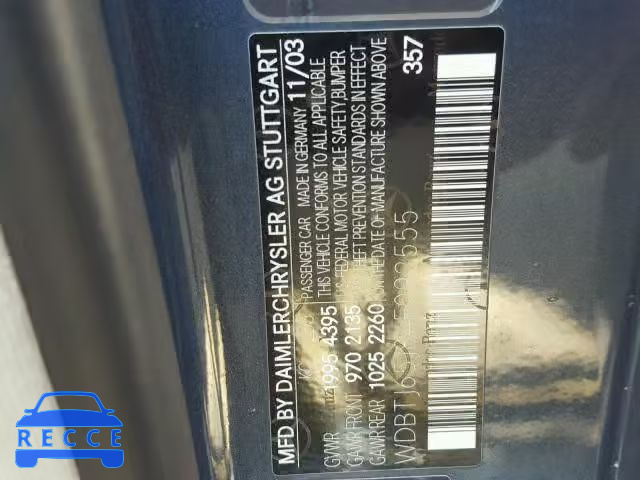 MFD BY DAIMLERCHRYSLER AG STUTTGART
PASSENGER CAR MADE IN GERMANY 11/03
THIS VEHICLE CONFORMS TO ALL APPLICABLE
U.S. FEDERAL MOTOR VEHICLE SAFETY BUMPER
THEFT PREVENTION STANDARDS IN EFFECT
ON THE DATE OF MANUFACTURE SHOWN ABOVE
KG
GVWR 1995 4395
GAWR FRONT 970 2135
GAWR REAR 1025 2260
357
WDBTJ
RECCE